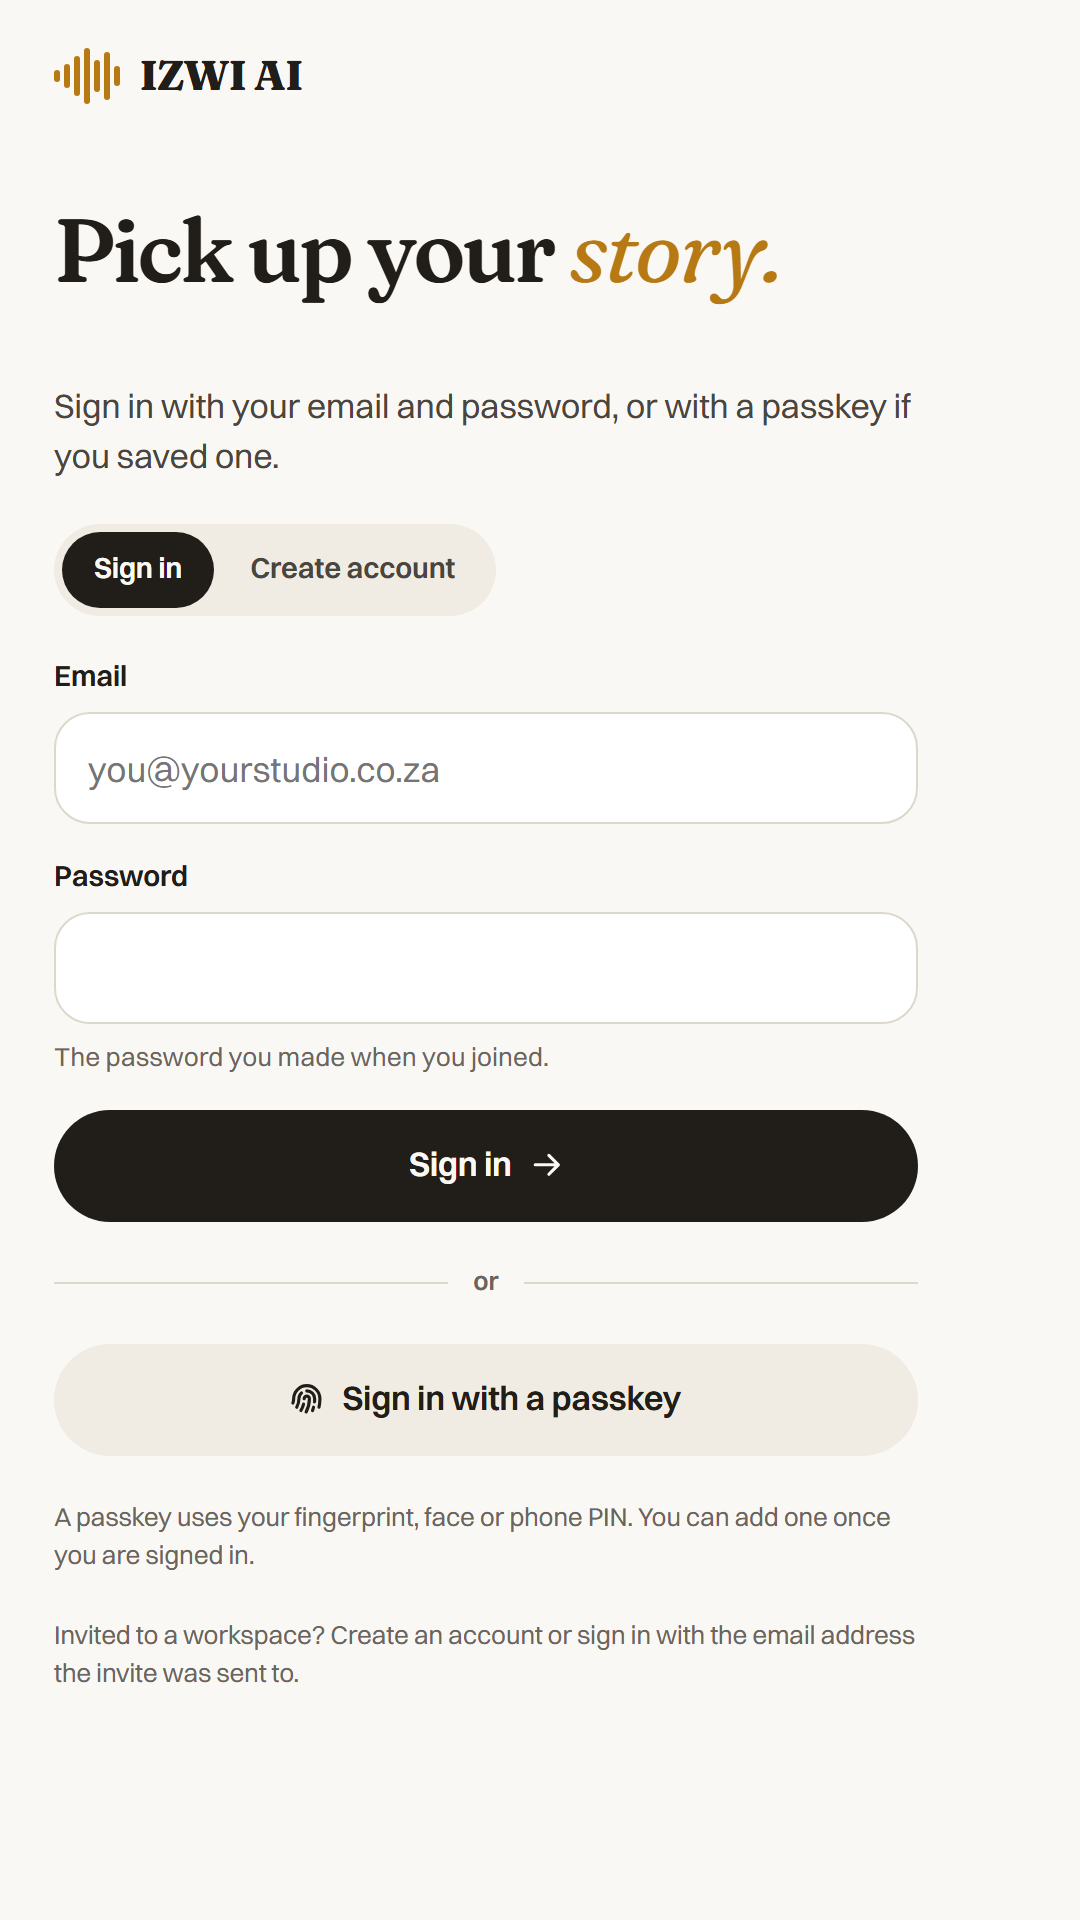 IZWI AI
Pick up your story.
Sign in with your email and password, or with a passkey if
you saved one.
Sign in
Create account
Email
you@yourstudio.co.za
Password
The password you made when you joined.
Sign in →
or
Sign in with a passkey
A passkey uses your fingerprint, face or phone PIN. You can add one once
you are signed in.
Invited to a workspace? Create an account or sign in with the email address
the invite was sent to.